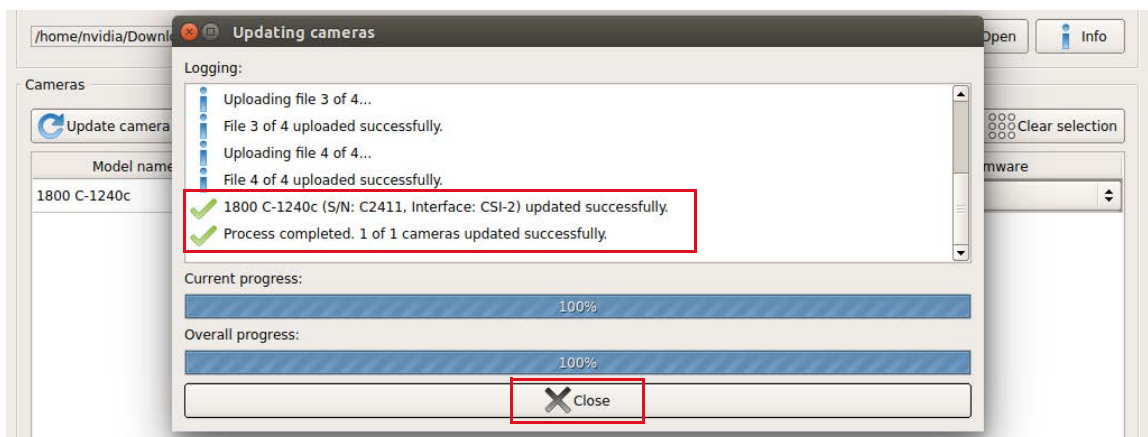 /home/nvidia/Downl
Updating cameras
Open
Info
Logging:
Cameras
Uploading file 3 of 4...
File 3 of 4 uploaded successfully.
Update camera
Clear selection
Uploading file 4 of 4...
Model name
File 4 of 4 uploaded successfully.
mware
1800 C-1240c
1800 C-1240c (S/N: C2411, Interface: CSI-2) updated successfully.
Process completed. 1 of 1 cameras updated successfully.
Current progress:
100%
Overall progress:
100%
Close